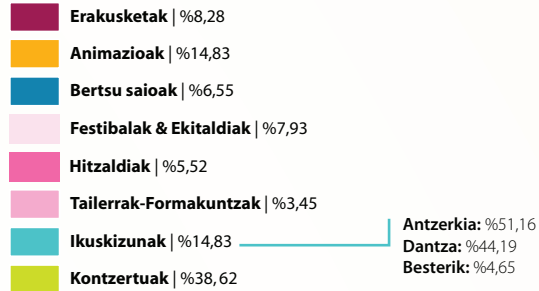 Erakusketak | %8,28
Animazioak | %14,83
Bertsu saioak | %6,55
Festibalak & Ekitaldiak | %7,93
Hitzaldiak | %5,52
Tailerrak-Formakuntzak | %3,45
Ikuskizunak | %14,83
Antzerkia: %51,16
Dantza: %44,19
Besterik: %4,65
Kontzertuak | %38,62